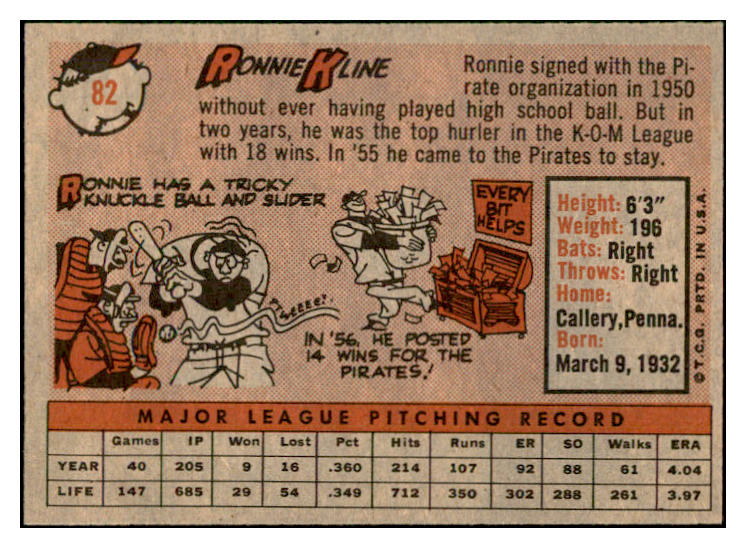 82
RONNIE KLINE
Ronnie signed with the Pi-
rate organization in 1950
without ever having played high school ball. But in
two years, he was the top hurler in the K-O-M League
with 18 wins. In '55 he came to the Pirates to stay.
RONNIE HAS A TRICKY
KNUCKLE BALL AND SLIDER
SWEEEE?
EVERY
BIT
HELPS
IN '56, HE POSTED
14 WINS FOR THE
PIRATES!
Height: 6'3"
Weight: 196
Bats: Right
Throws: Right
Home:
Callery, Penna.
Born:
March 9, 1932
© T.C.G. PRTD. IN U.S.A.
MAJOR LEAGUE PITCHING RECORD
Games IP Won Lost Pct Hits Runs ER SO Walks ERA
YEAR 40 205 9 16 .360 214 107 92 88 61 4.04
LIFE 147 685 29 54 .349 712 350 302 288 261 3.97